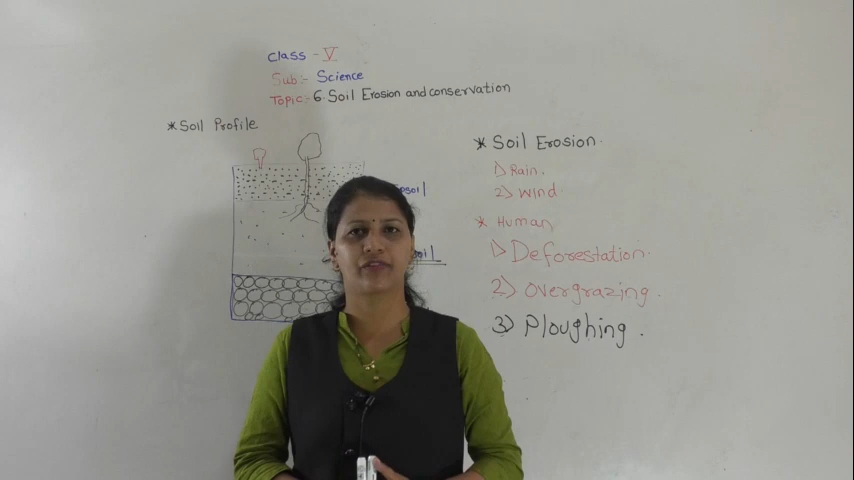 Class - V
Sub:- Science
Topic:- 6. Soil Erosion and conservation
* Soil Profile
* Soil Erosion.
1) Rain.
2) Wind.
* Human
1) Deforestation.
2) Overgrazing.
3) Ploughing.